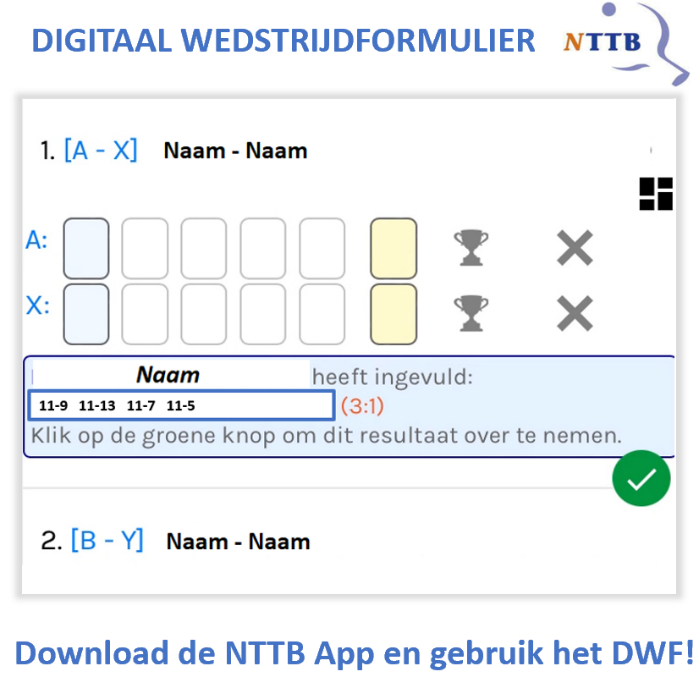 DIGITAAL WEDSTRIJDFORMULIER NTTB
1. [A - X] Naam - Naam
A:
X:
Naam heeft ingevuld:
11-9 11-13 11-7 11-5 (3:1)
Klik op de groene knop om dit resultaat over te nemen.
2. [B - Y] Naam - Naam
Download de NTTB App en gebruik het DWF!